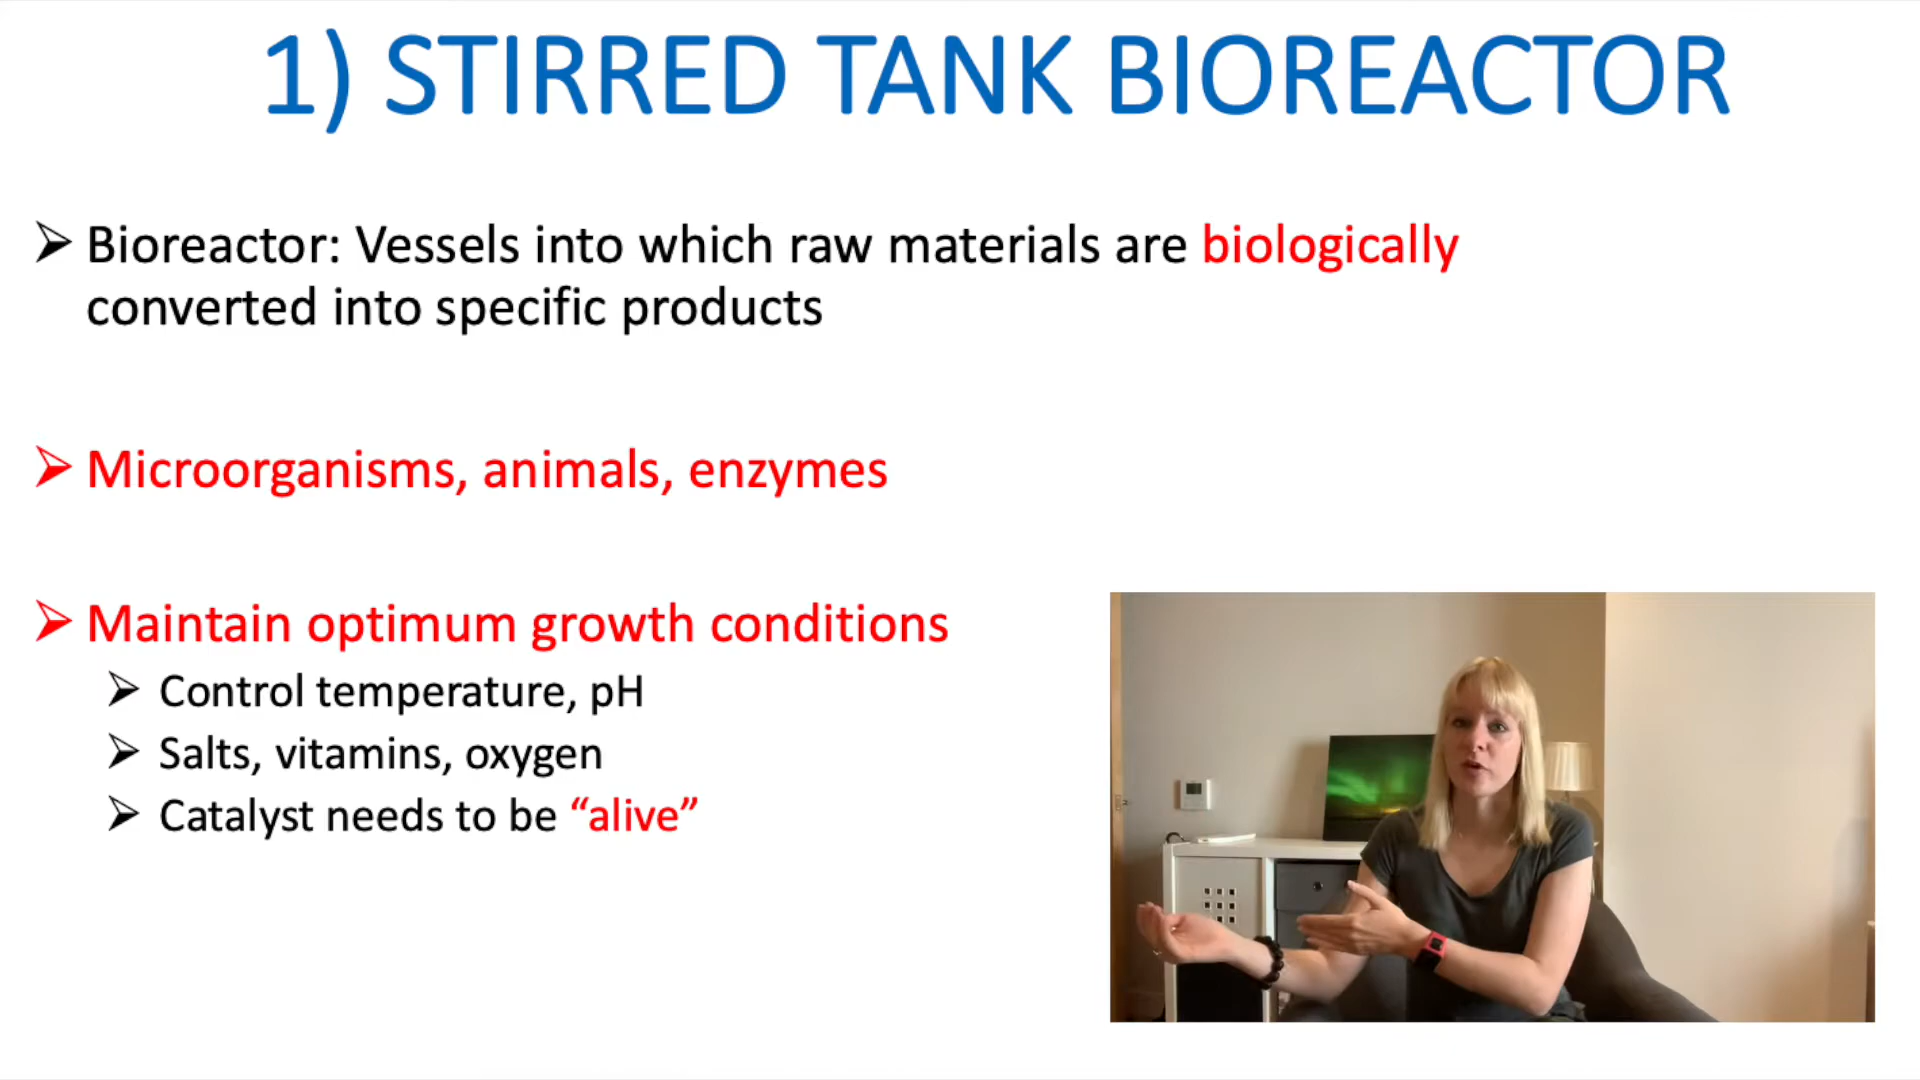 1) STIRRED TANK BIOREACTOR
Bioreactor: Vessels into which raw materials are biologically
converted into specific products
Microorganisms, animals, enzymes
Maintain optimum growth conditions
Control temperature, pH
Salts, vitamins, oxygen
Catalyst needs to be “alive”